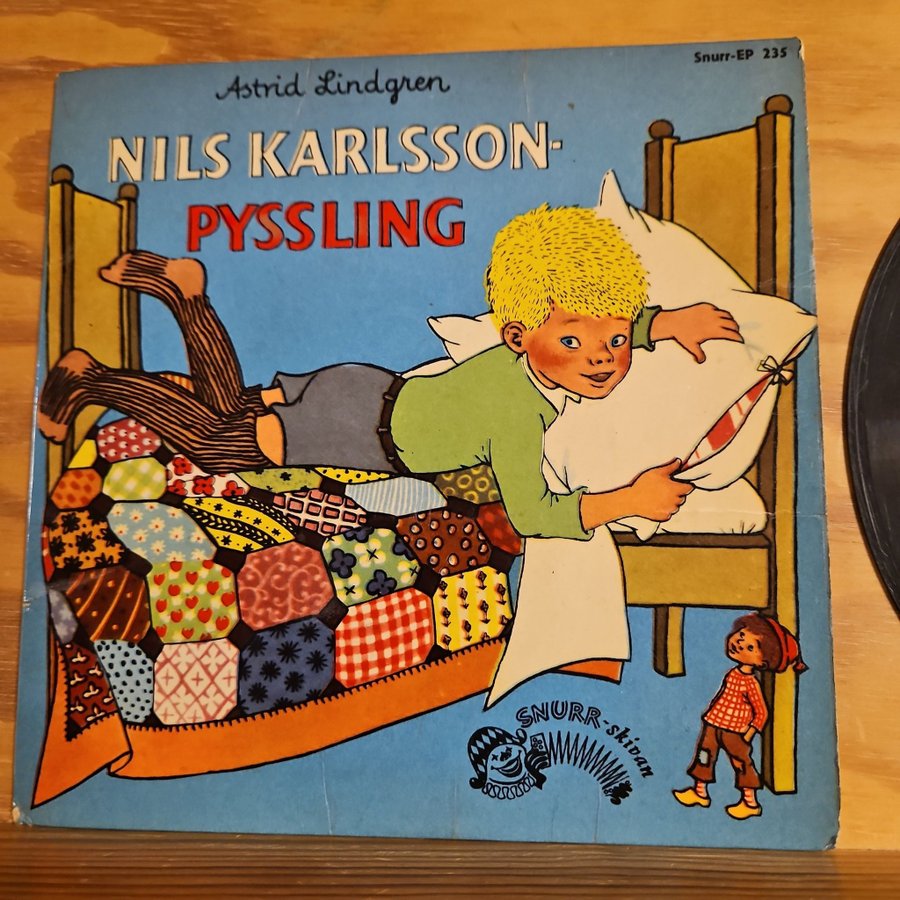 Snurr-EP 235
Astrid Lindgren
NILS KARLSSON-
PYSSLING
SNURR-skivan